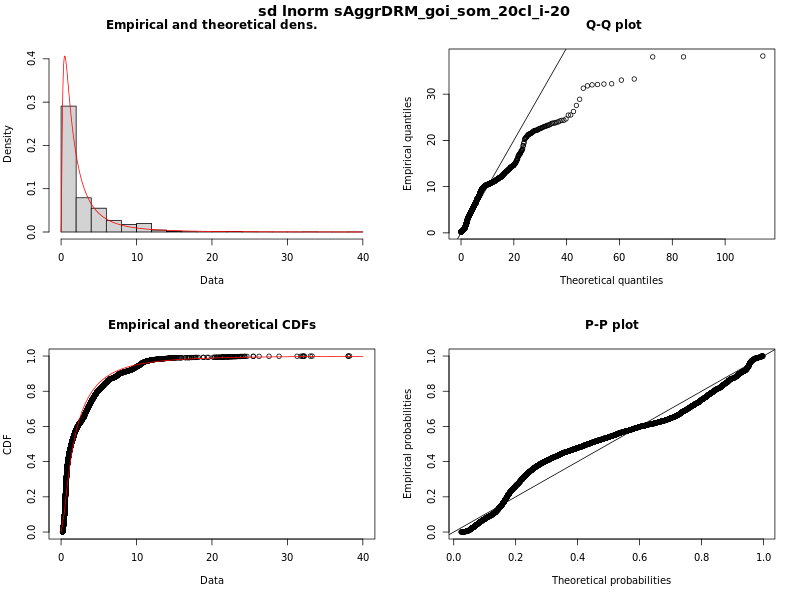 sd lnorm sAggrDRM_goi_som_20cl_i-20
Empirical and theoretical dens.
Density
0.0 0.1 0.2 0.3 0.4
0 10 20 30 40
Data
Q-Q plot
Empirical quantiles
0 10 20 30
0 20 40 60 80 100
Theoretical quantiles
Empirical and theoretical CDFs
CDF
0.0 0.2 0.4 0.6 0.8 1.0
0 10 20 30 40
Data
P-P plot
Empirical probabilities
0.0 0.2 0.4 0.6 0.8 1.0
0.0 0.2 0.4 0.6 0.8 1.0
Theoretical probabilities